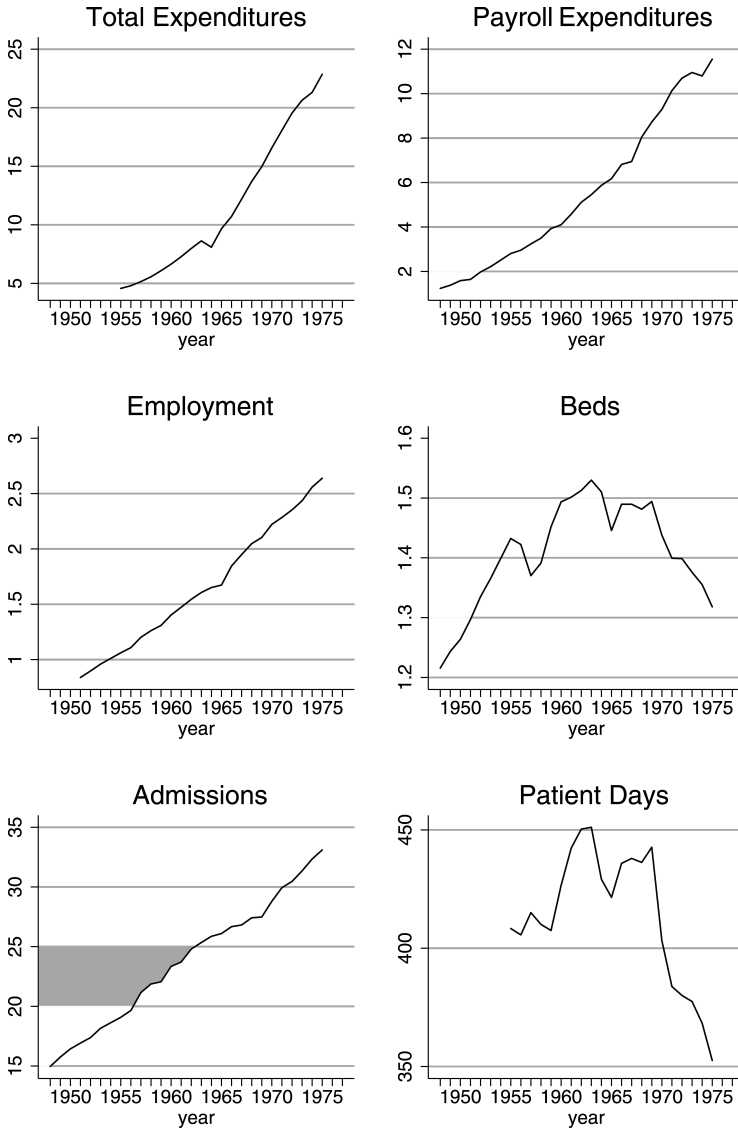 Total Expenditures
25
20
15
10
5
1950 1955 1960 1965 1970 1975
year
Payroll Expenditures
12
10
8
6
4
2
1950 1955 1960 1965 1970 1975
year
Employment
3
2.5
2
1.5
1
1950 1955 1960 1965 1970 1975
year
Beds
1.6
1.5
1.4
1.3
1.2
1950 1955 1960 1965 1970 1975
year
Admissions
35
30
25
20
15
1950 1955 1960 1965 1970 1975
year
Patient Days
450
400
350
1950 1955 1960 1965 1970 1975
year